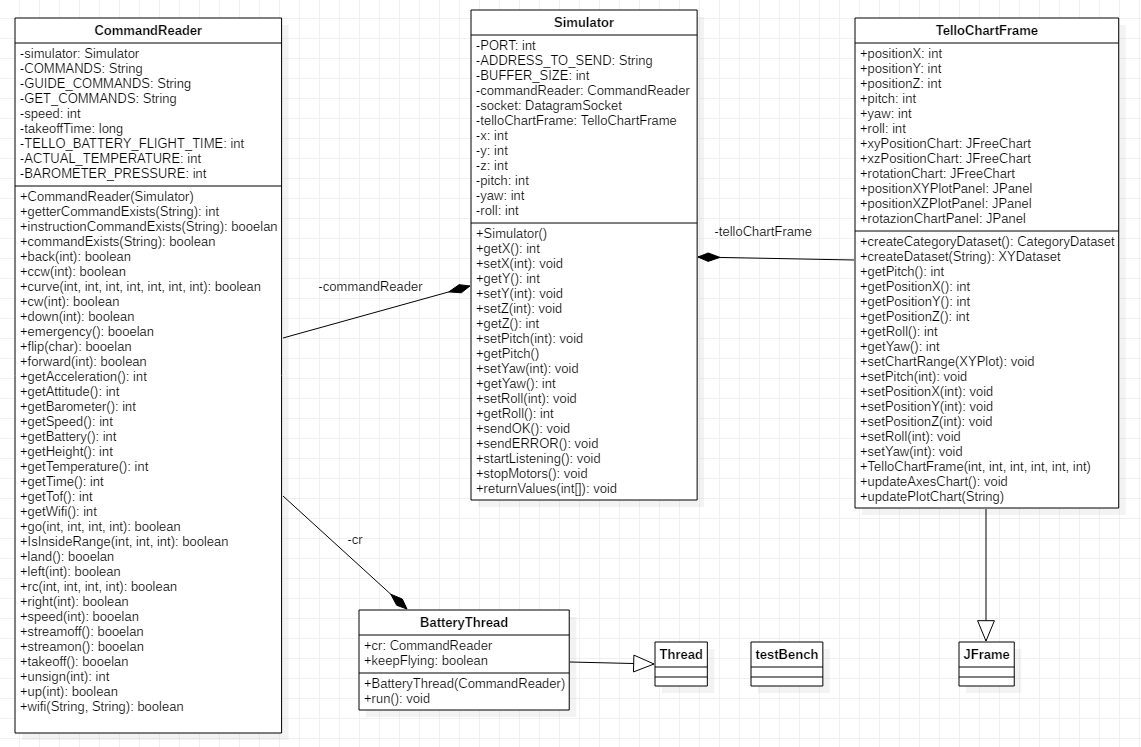 CommandReader
-simulator: Simulator
-COMMANDS: String
-GUIDE_COMMANDS: String
-GET_COMMANDS: String
-speed: int
-takeoffTime: long
-TELLO_BATTERY_FLIGHT_TIME: int
-ACTUAL_TEMPERATURE: int
-BAROMETER_PRESSURE: int
+CommandReader(Simulator)
+getterCommandExists(String): int
+instructionCommandExists(String): booelan
+commandExists(String): boolean
+back(int): boolean
+ccw(int): boolean
+curve(int, int, int, int, int, int, int): boolean
+cw(int): boolean
+down(int): boolean
+emergency(): booelan
+flip(char): booelan
+forward(int): boolean
+getAcceleration(): int
+getAttitude(): int
+getBarometer(): int
+getSpeed(): int
+getBattery(): int
+getHeight(): int
+getTemperature(): int
+getTime(): int
+getTof(): int
+getWifi(): int
+go(int, int, int, int): boolean
+IsInsideRange(int, int, int): boolean
+land(): booelan
+left(int): boolean
+rc(int, int, int, int): boolean
+right(int): boolean
+speed(int): booelan
+streamoff(): booelan
+streamon(): booelan
+takeoff(): booelan
+unsign(int): int
+up(int): boolean
+wifi(String, String): boolean
-commandReader
-cr
Simulator
-PORT: int
-ADDRESS_TO_SEND: String
-BUFFER_SIZE: int
-commandReader: CommandReader
-socket: DatagramSocket
-telloChartFrame: TelloChartFrame
-x: int
-y: int
-z: int
-pitch: int
-yaw: int
-roll: int
+Simulator()
+getX(): int
+setX(int): void
+getY(): int
+setY(int): void
+setZ(int): void
+getZ(): int
+setPitch(int): void
+getPitch()
+setYaw(int): void
+getYaw(): int
+setRoll(int): void
+getRoll(): int
+sendOK(): void
+sendERROR(): void
+startListening(): void
+stopMotors(): void
+returnValues(int[]): void
-telloChartFrame
TelloChartFrame
+positionX: int
+positionY: int
+positionZ: int
+pitch: int
+yaw: int
+roll: int
+xyPositionChart: JFreeChart
+xzPositionChart: JFreeChart
+rotationChart: JFreeChart
+positionXYPlotPanel: JPanel
+positionXZPlotPanel: JPanel
+rotazionChartPanel: JPanel
+createCategoryDataset(): CategoryDataset
+createDataset(String): XYDataset
+getPitch(): int
+getPositionX(): int
+getPositionY(): int
+getPositionZ(): int
+getRoll(): int
+getYaw(): int
+setChartRange(XYPlot): void
+setPitch(int): void
+setPositionX(int): void
+setPositionY(int): void
+setPositionZ(int): void
+setRoll(int): void
+setYaw(int): void
+TelloChartFrame(int, int, int, int, int, int)
+updateAxesChart(): void
+updatePlotChart(String)
BatteryThread
+cr: CommandReader
+keepFlying: boolean
+BatteryThread(CommandReader)
+run(): void
Thread
testBench
JFrame